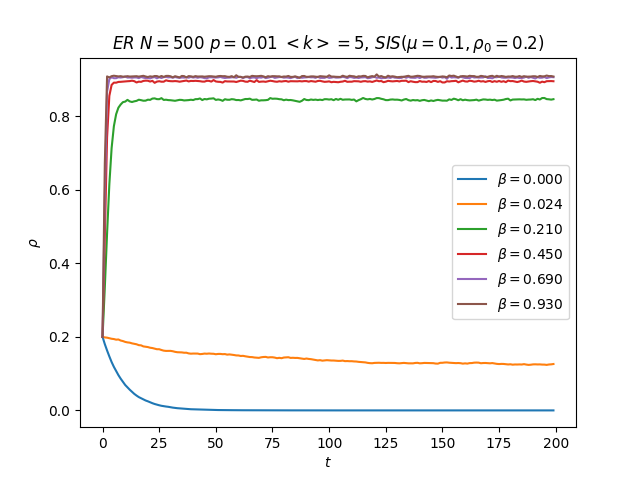 ER N = 500 p = 0.01 < k > = 5, SIS(μ = 0.1, ρ₀ = 0.2)
0.8
0.6
0.4
0.2
0.0
ρ
β = 0.000
β = 0.024
β = 0.210
β = 0.450
β = 0.690
β = 0.930
0 25 50 75 100 125 150 175 200
t